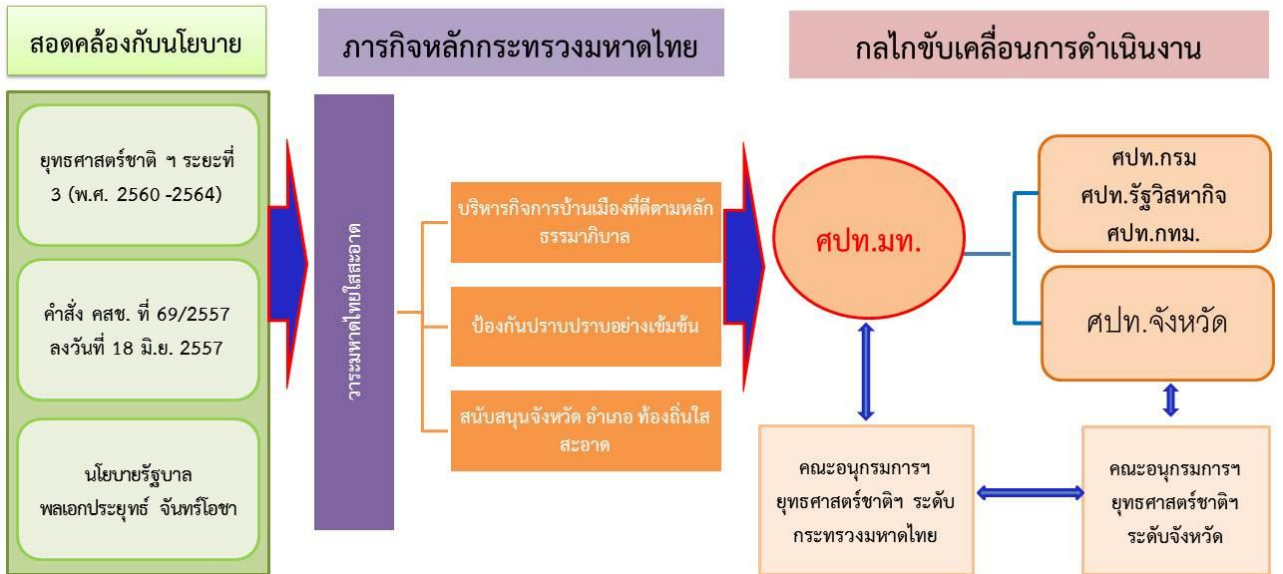 สอดคล้องกับนโยบาย
ยุทธศาสตร์ชาติ ฯ ระยะที่
3 (พ.ศ. 2560 -2564)
คำสั่ง คสช. ที่ 69/2557
ลงวันที่ 18 มิ.ย. 2557
นโยบายรัฐบาล
พลเอกประยุทธ์ จันทร์โอชา
ภารกิจหลักกระทรวงมหาดไทย
วาระมหาดไทยใสสะอาด
บริหารกิจการบ้านเมืองที่ดีตามหลัก
ธรรมาภิบาล
ป้องกันปราบปราบอย่างเข้มข้น
สนับสนุนจังหวัด อำเภอ ท้องถิ่นใส
สะอาด
กลไกขับเคลื่อนการดำเนินงาน
ศปท.มท.
ศปท.กรม
ศปท.รัฐวิสหากิจ
ศปท.กทม.
ศปท.จังหวัด
คณะอนุกรมการฯ
ยุทธศาสตร์ชาติฯ ระดับ
กระทรวงมหาดไทย
คณะอนุกรมการฯ
ยุทธศาสตร์ชาติฯ
ระดับจังหวัด